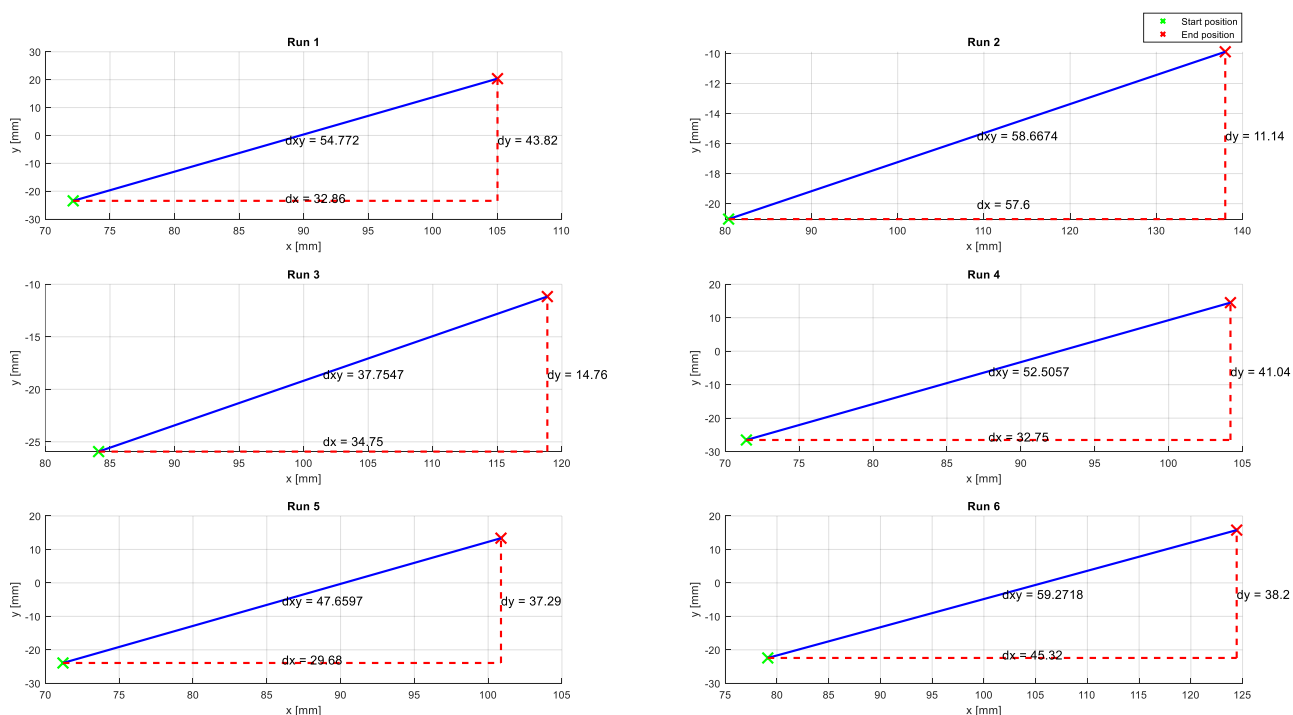 Start position
End position
Run 1
30
20
10
0
-10
-20
-30
y [mm]
dxy = 54.772
dy = 43.82
dx = 32.86
70 75 80 85 90 95 100 105 110
x [mm]
Run 2
-10
-12
-14
-16
-18
-20
y [mm]
dxy = 58.6674
dy = 11.14
dx = 57.6
80 90 100 110 120 130 140
x [mm]
Run 3
-10
-15
-20
-25
y [mm]
dxy = 37.7547
dy = 14.76
dx = 34.75
80 85 90 95 100 105 110 115 120
x [mm]
Run 4
20
10
0
-10
-20
-30
y [mm]
dxy = 52.5057
dy = 41.04
dx = 32.75
70 75 80 85 90 95 100 105
x [mm]
Run 5
20
10
0
-10
-20
-30
y [mm]
dxy = 47.6597
dy = 37.29
dx = 29.68
70 75 80 85 90 95 100 105
x [mm]
Run 6
20
10
0
-10
-20
-30
y [mm]
dxy = 59.2718
dy = 38.2
dx = 45.32
75 80 85 90 95 100 105 110 115 120 125
x [mm]